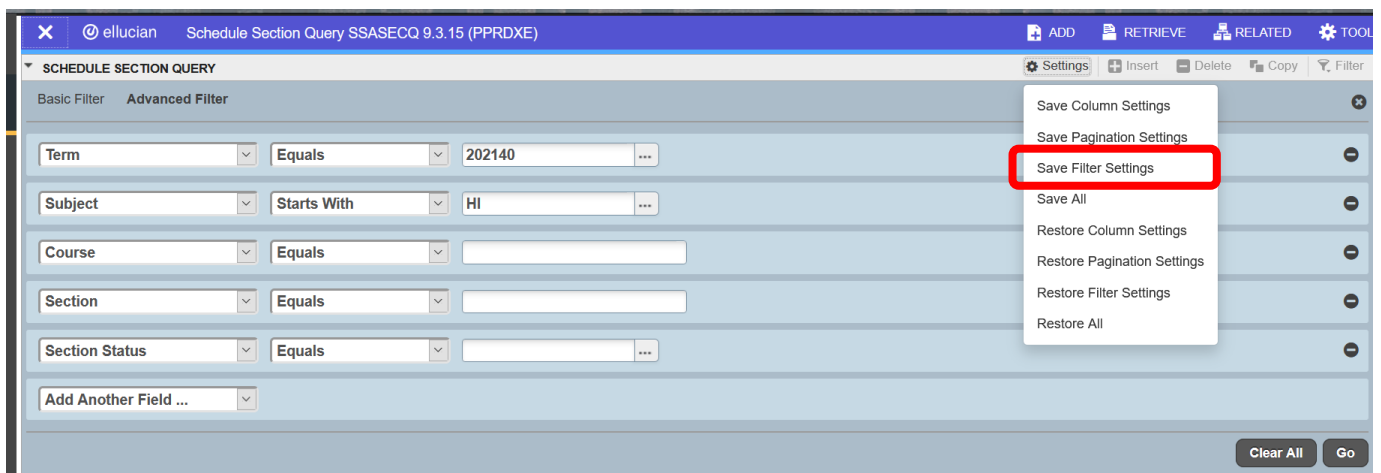 ellucian Schedule Section Query SSASECQ 9.3.15 (PPRDXE) ADD RETRIEVE RELATED TOOL
SCHEDULE SECTION QUERY Settings Insert Delete Copy Filter
Basic Filter Advanced Filter
Save Column Settings
Save Pagination Settings
Term Equals 202140 ...
Save Filter Settings
Subject Starts With HI ...
Save All
Restore Column Settings
Course Equals
Restore Pagination Settings
Section Equals
Restore Filter Settings
Restore All
Section Status Equals ...
Add Another Field ...
Clear All Go